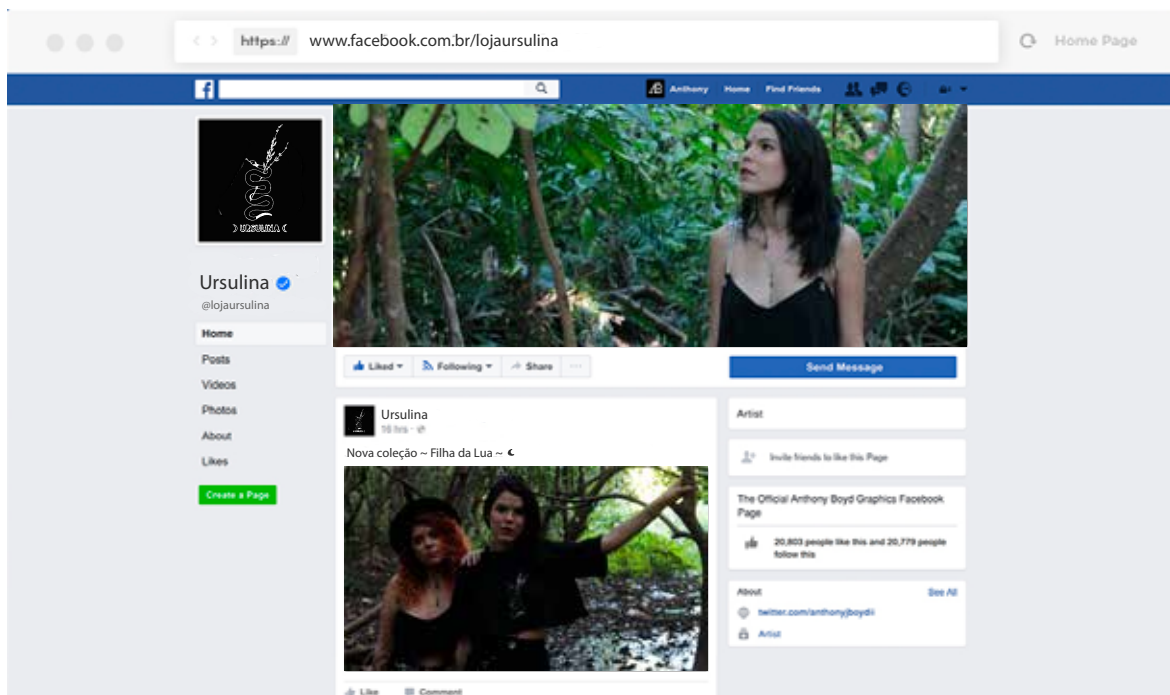 https:// www.facebook.com.br/lojaursulina Home Page
f Anthony Home Find Friends
☽ URSULINA ☾
Ursulina
@lojaursulina
Home
Posts
Videos
Photos
About
Likes
Create a Page
Liked Following Share ...
Send Message
Ursulina
16 hrs ·
Nova coleção ~ Filha da Lua ~ ☾
Like Comment
Artist
Invite friends to like this Page
The Official Anthony Boyd Graphics Facebook
Page
20,803 people like this and 20,779 people
follow this
About See All
twitter.com/anthonyjboydii
Artist